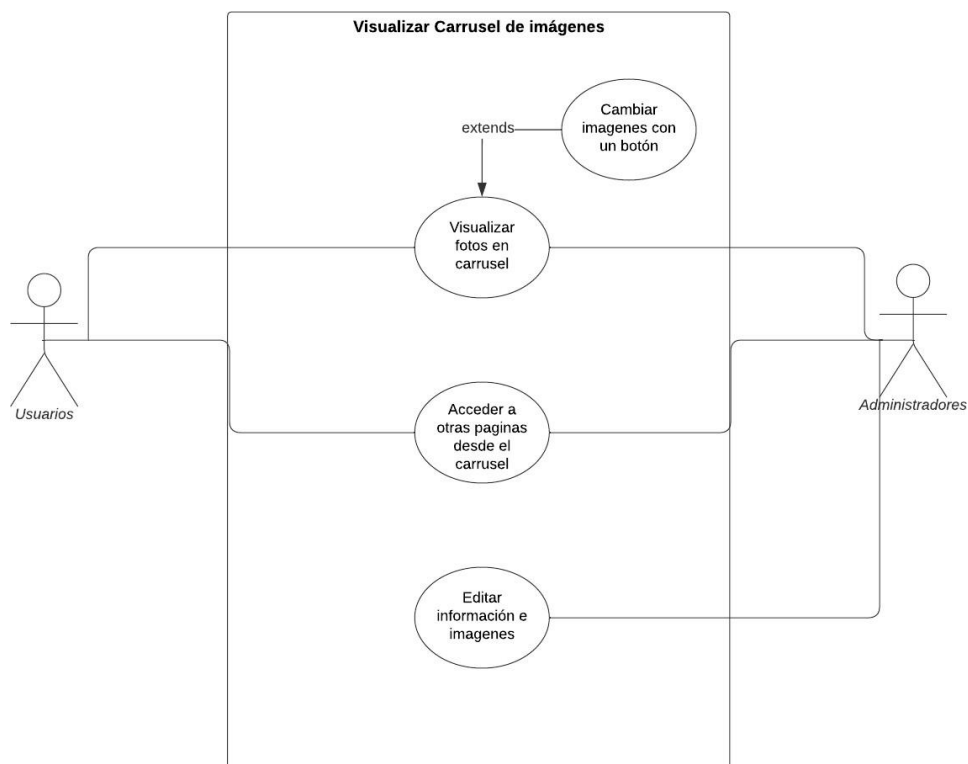 Visualizar Carrusel de imágenes
Cambiar
imagenes con
un botón
extends
Visualizar
fotos en
carrusel
Usuarios
Administradores
Acceder a
otras paginas
desde el
carrusel
Editar
información e
imagenes